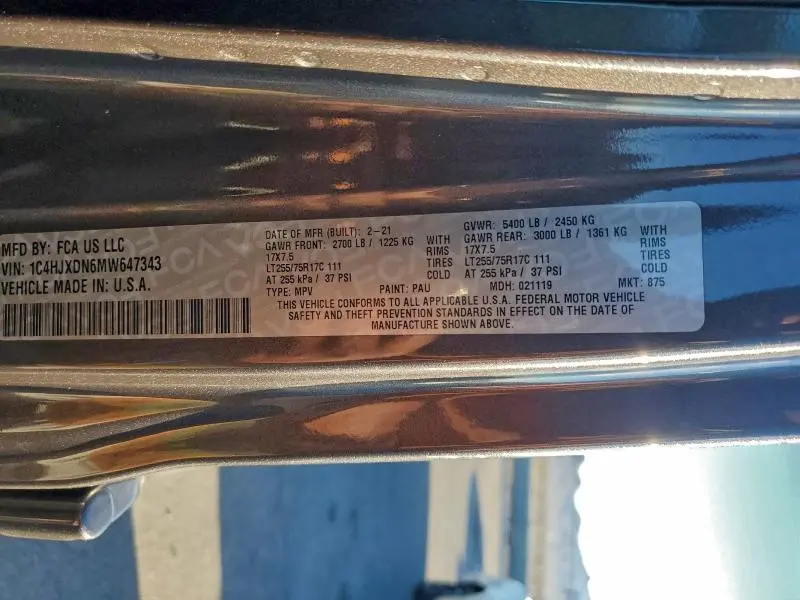 MFD BY: FCA US LLC
VIN: 1C4HJXDN6MW647343
VEHICLE MADE IN: U.S.A.
DATE OF MFR (BUILT): 2-21 GVWR: 5400 LB / 2450 KG
GAWR FRONT: 2700 LB / 1225 KG WITH GAWR REAR: 3000 LB / 1361 KG WITH
17X7.5 RIMS 17X7.5 RIMS
LT255/75R17C 111 TIRES LT255/75R17C 111 TIRES
AT 255 kPa / 37 PSI COLD AT 255 kPa / 37 PSI COLD
TYPE: MPV PAINT: PAU MDH: 021119 MKT: 875
THIS VEHICLE CONFORMS TO ALL APPLICABLE U.S.A. FEDERAL MOTOR VEHICLE
SAFETY AND THEFT PREVENTION STANDARDS IN EFFECT ON THE DATE OF
MANUFACTURE SHOWN ABOVE.